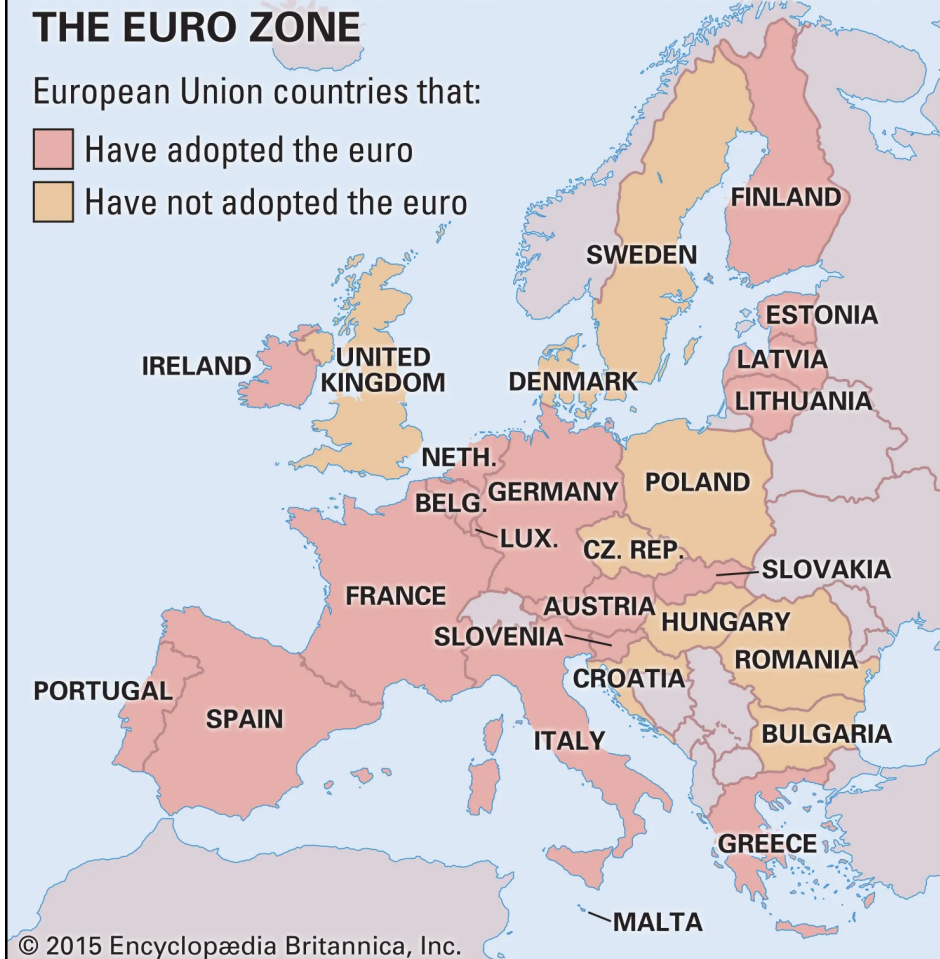 THE EURO ZONE
European Union countries that:
Have adopted the euro
Have not adopted the euro
FINLAND
SWEDEN
ESTONIA
LATVIA
LITHUANIA
IRELAND
UNITED
KINGDOM
DENMARK
NETH.
BELG.
GERMANY
POLAND
LUX.
CZ. REP.
SLOVAKIA
FRANCE
AUSTRIA
HUNGARY
SLOVENIA
ROMANIA
CROATIA
PORTUGAL
SPAIN
ITALY
BULGARIA
GREECE
MALTA
© 2015 Encyclopædia Britannica, Inc.